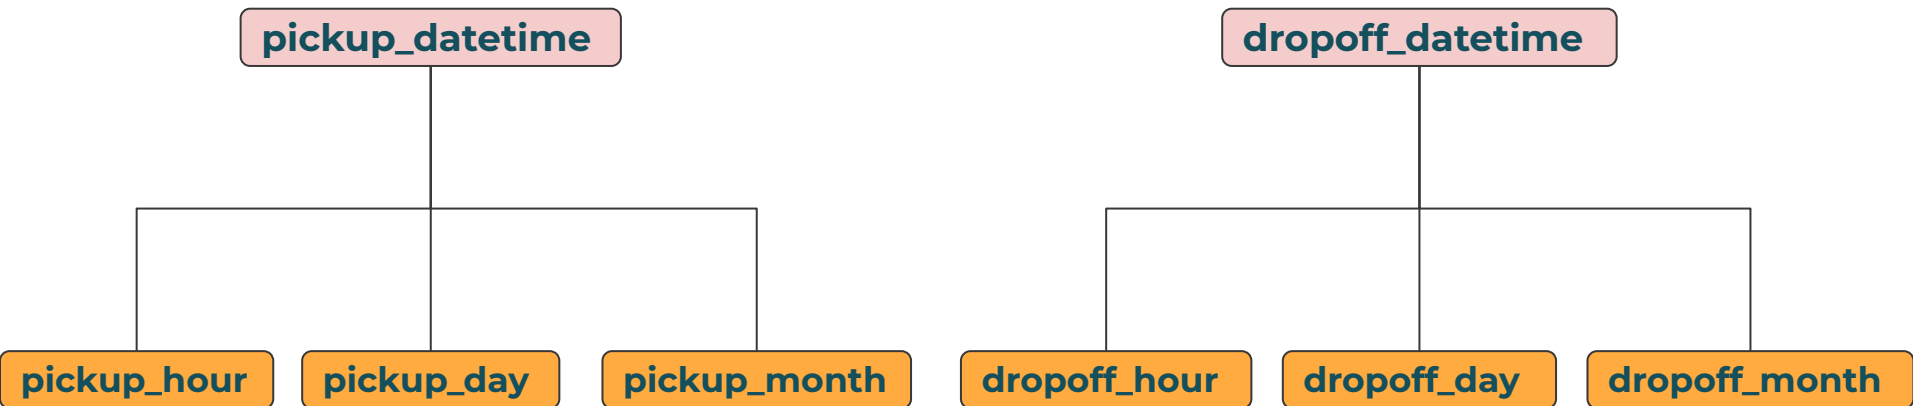 pickup_datetime
dropoff_datetime
pickup_hour
pickup_day
pickup_month
dropoff_hour
dropoff_day
dropoff_month